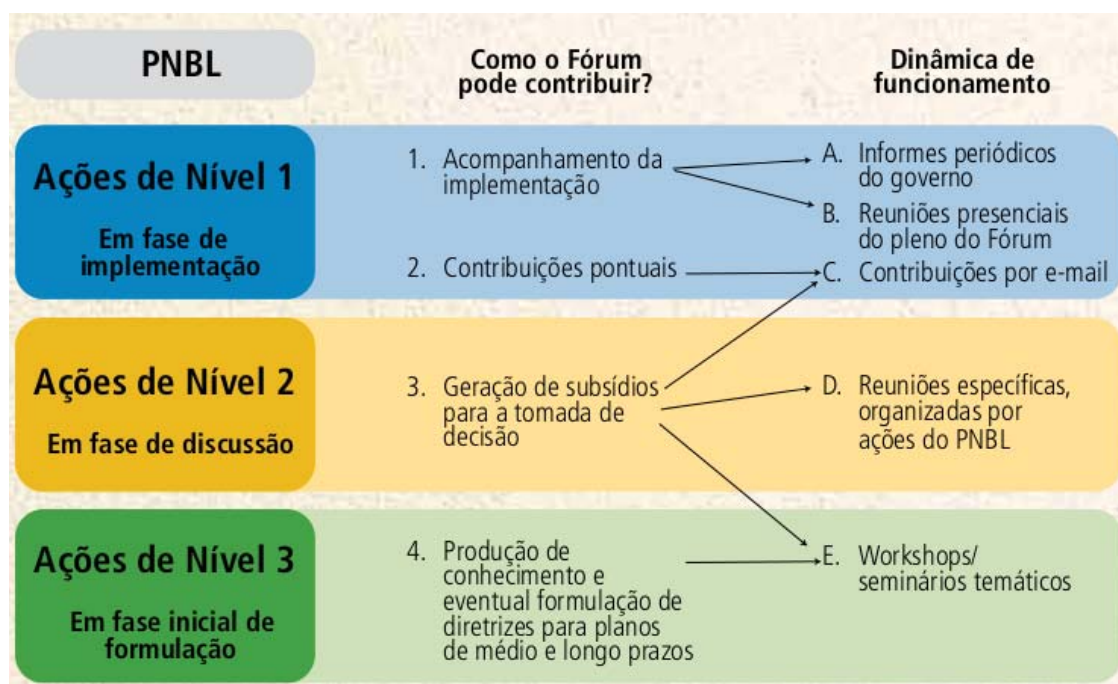 PNBL
Como o Fórum
pode contribuir?
Dinâmica de
funcionamento
Ações de Nível 1
Em fase de
implementação
1. Acompanhamento da
implementação
2. Contribuições pontuais
A. Informes periódicos
do governo
B. Reuniões presenciais
do pleno do Fórum
C. Contribuições por e-mail
Ações de Nível 2
Em fase de discussão
3. Geração de subsídios
para a tomada de
decisão
D. Reuniões específicas,
organizadas por
ações do PNBL
Ações de Nível 3
Em fase inicial de
formulação
4. Produção de
conhecimento e
eventual formulação de
diretrizes para planos
de médio e longo prazos
E. Workshops/
seminários temáticos